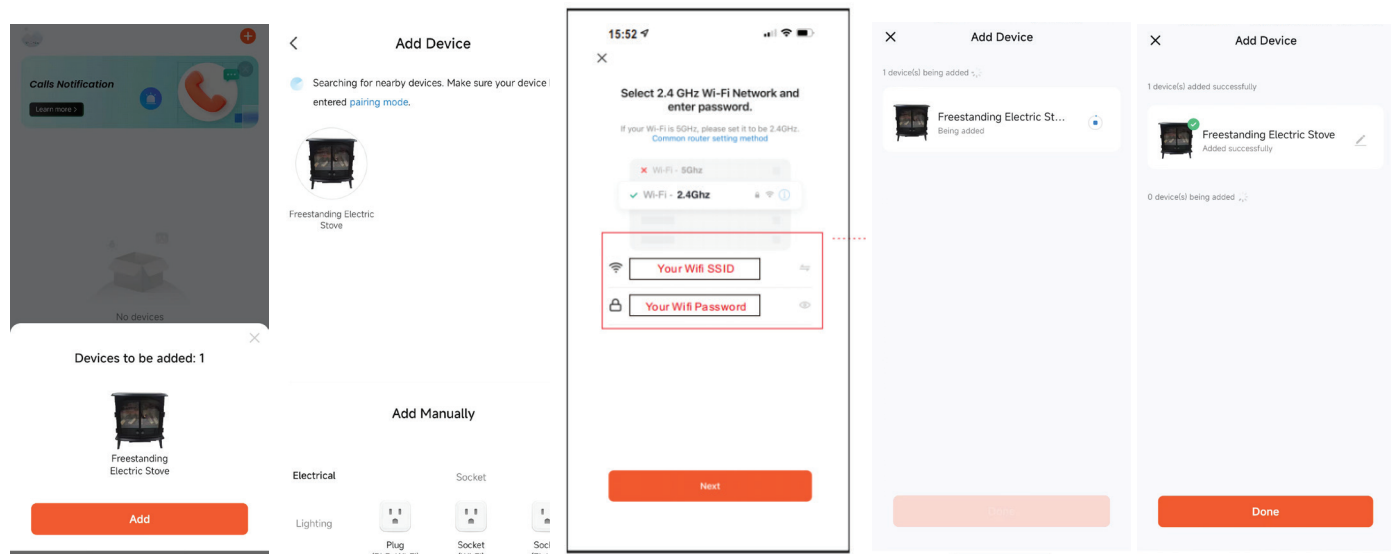 Calls Notification
Learn more >
No devices
Devices to be added: 1
Freestanding
Electric Stove
Add
Add Device
Searching for nearby devices. Make sure your device
entered pairing mode.
Freestanding Electric
Stove
Add Manually
Electrical
Socket
Lighting
Plug
Socket
15:52
Select 2.4 GHz Wi-Fi Network and
enter password.
If your Wi-Fi is 5GHz, please set it to be 2.4GHz.
Common router setting method
Wi-Fi - 5Ghz
Wi-Fi - 2.4Ghz
Your Wifi SSID
Your Wifi Password
Next
Add Device
1 device(s) being added
Freestanding Electric St...
Being added
Add Device
1 device(s) added successfully
Freestanding Electric Stove
Added successfully
0 device(s) being added
Done